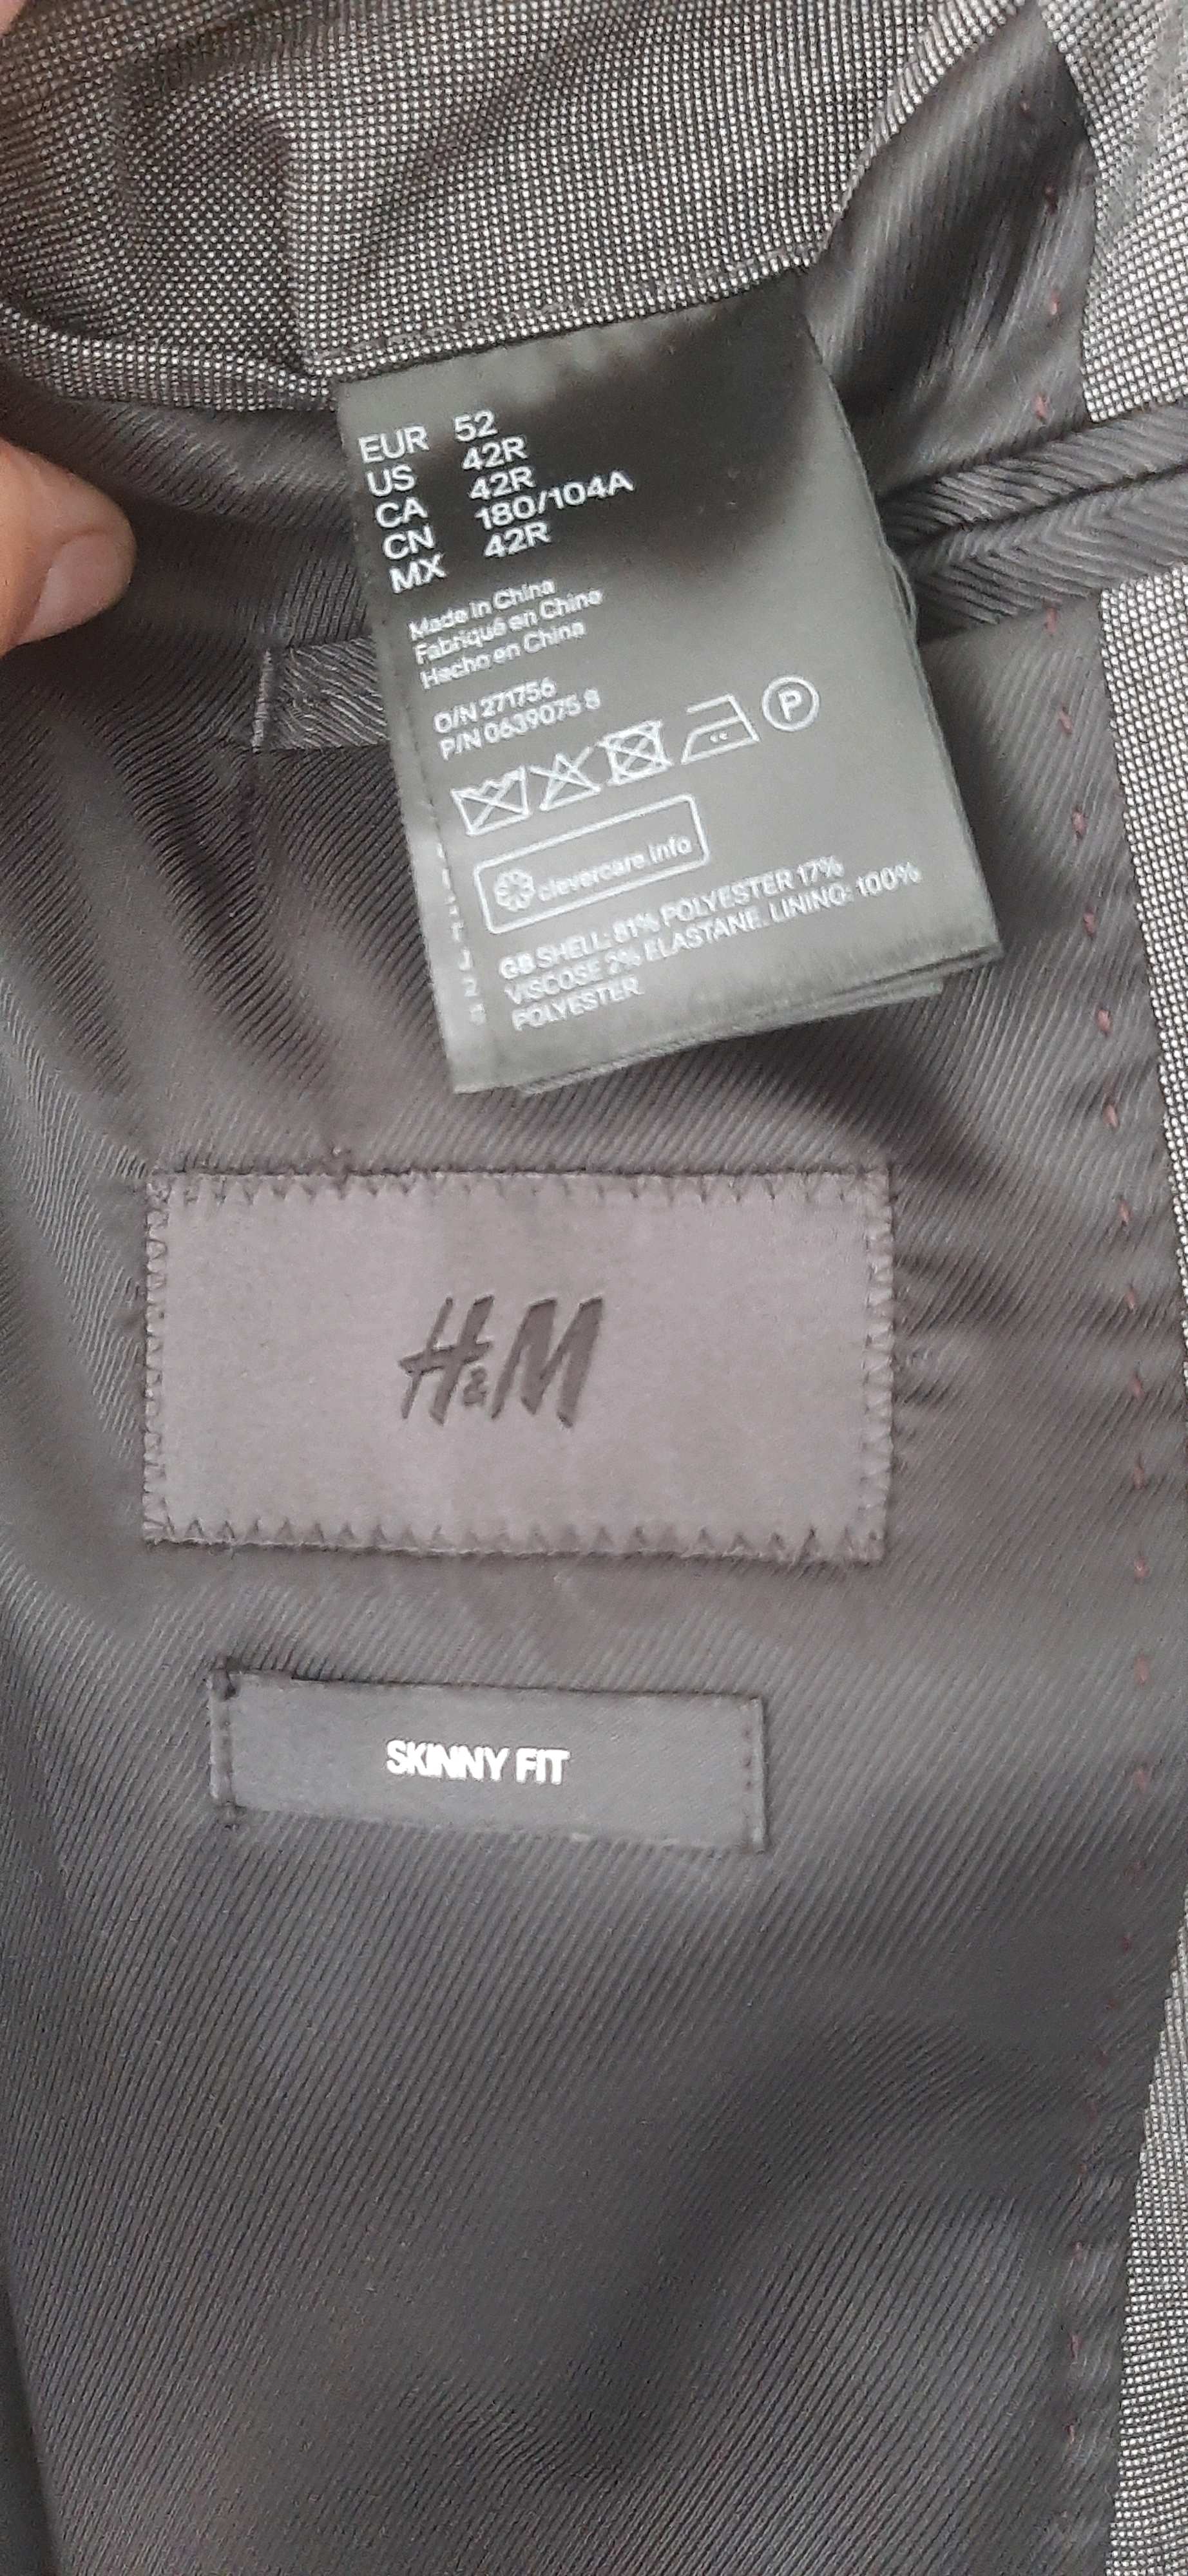 EUR 52
US 42R
CA 42R
CN 180/104A
MX 42R
Made in China
Fabriqué en Chine
Hecho en China
O/N 271756
P/N 0639075 8
P
clevercare.info
GB SHELL: 81% POLYESTER 17%
VISCOSE 2% ELASTANE. LINING: 100%
POLYESTER
H&M
SKINNY FIT